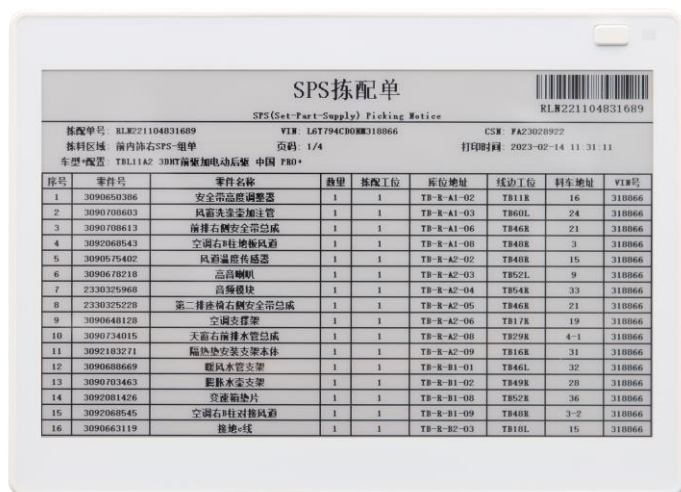 SPS拣配单
SPS(Set-Part-Supply) Picking Notice
RLN221104831689
拣配单号: RLN221104831689 VIN: L6T794CD0NM318866 CSN: FA23028922
拣料区域: 前内饰右SPS-组单 页码: 1/4 打印时间: 2023-02-14 11:31:11
车型+配置: TBL11A2 3DHT前驱加电动后驱 中国 PRO+
序号 零件号 零件名称 数量 拣配工位 库位地址 线边工位 料车地址 VIN号
1 3090650386 安全带高度调整器 1 1 TB-R-A1-02 TB11R 16 318866
2 3090708603 风窗洗涤壶加注管 1 1 TB-R-A1-03 TB60L 24 318866
3 3090708613 前排右侧安全带总成 1 1 TB-R-A1-06 TB46R 21 318866
4 3092068543 空调右B柱地板风道 1 1 TB-R-A1-08 TB48R 3 318866
5 3090575402 风道温度传感器 1 1 TB-R-A2-02 TB48R 15 318866
6 3090678218 高音喇叭 1 1 TB-R-A2-03 TB52L 9 318866
7 2330325968 音频模块 1 1 TB-R-A2-04 TB54R 33 318866
8 2330325228 第二排座椅右侧安全带总成 1 1 TB-R-A2-05 TB46R 21 318866
9 3090648128 空调支撑架 1 1 TB-R-A2-06 TB17R 19 318866
10 3090734015 天窗右前排水管总成 1 1 TB-R-A2-08 TB29R 4-1 318866
11 3092183271 隔热垫安装支架本体 1 1 TB-R-A2-09 TB16R 31 318866
12 3090688669 暖风水管支架 1 1 TB-R-B1-01 TB46L 32 318866
13 3090703463 膨胀水壶支架 1 1 TB-R-B1-02 TB49R 28 318866
14 3092081426 变速箱垫片 1 1 TB-R-B1-08 TB52R 36 318866
15 3092068545 空调右B柱对接风道 1 1 TB-R-B1-09 TB48R 3-2 318866
16 3090663119 接地c线 1 1 TB-R-B2-03 TB18L 15 318866